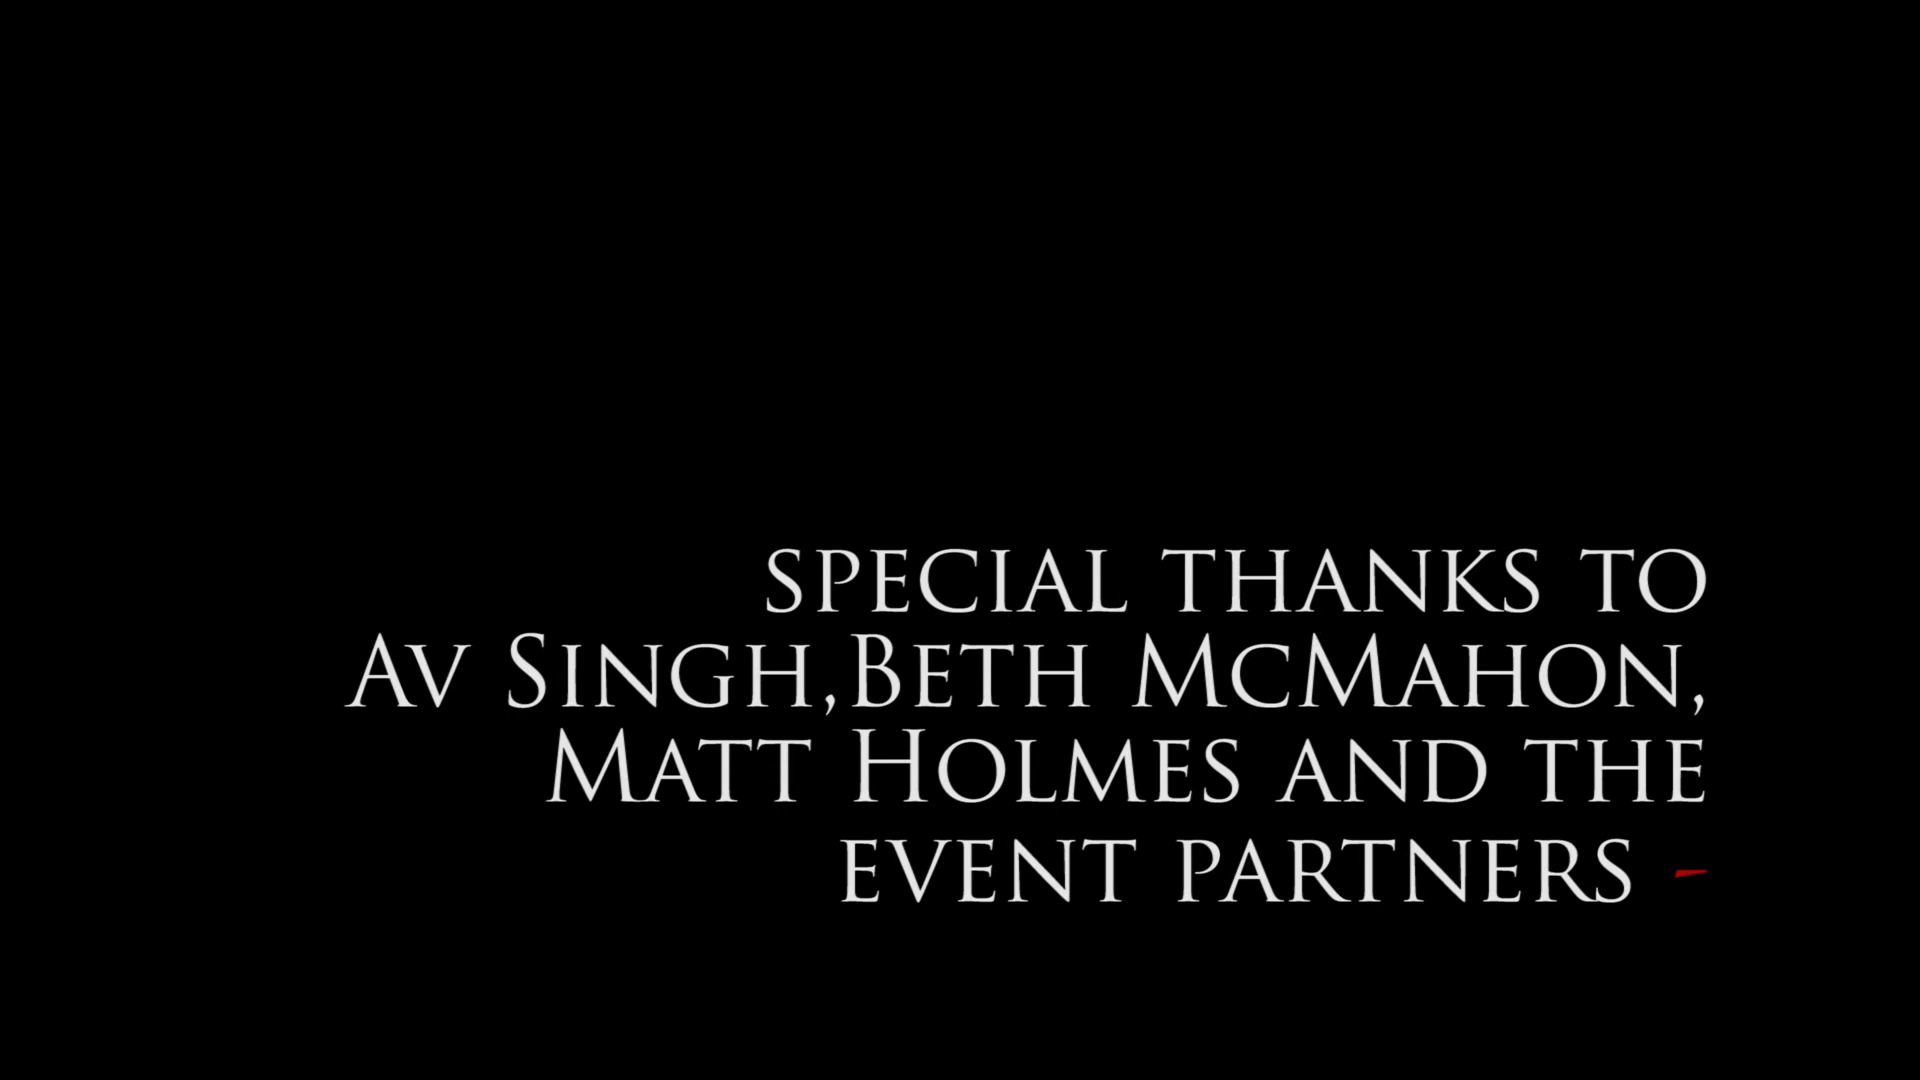 SPECIAL THANKS TO
AV SINGH,BETH MCMAHON,
MATT HOLMES AND THE
EVENT PARTNERS -